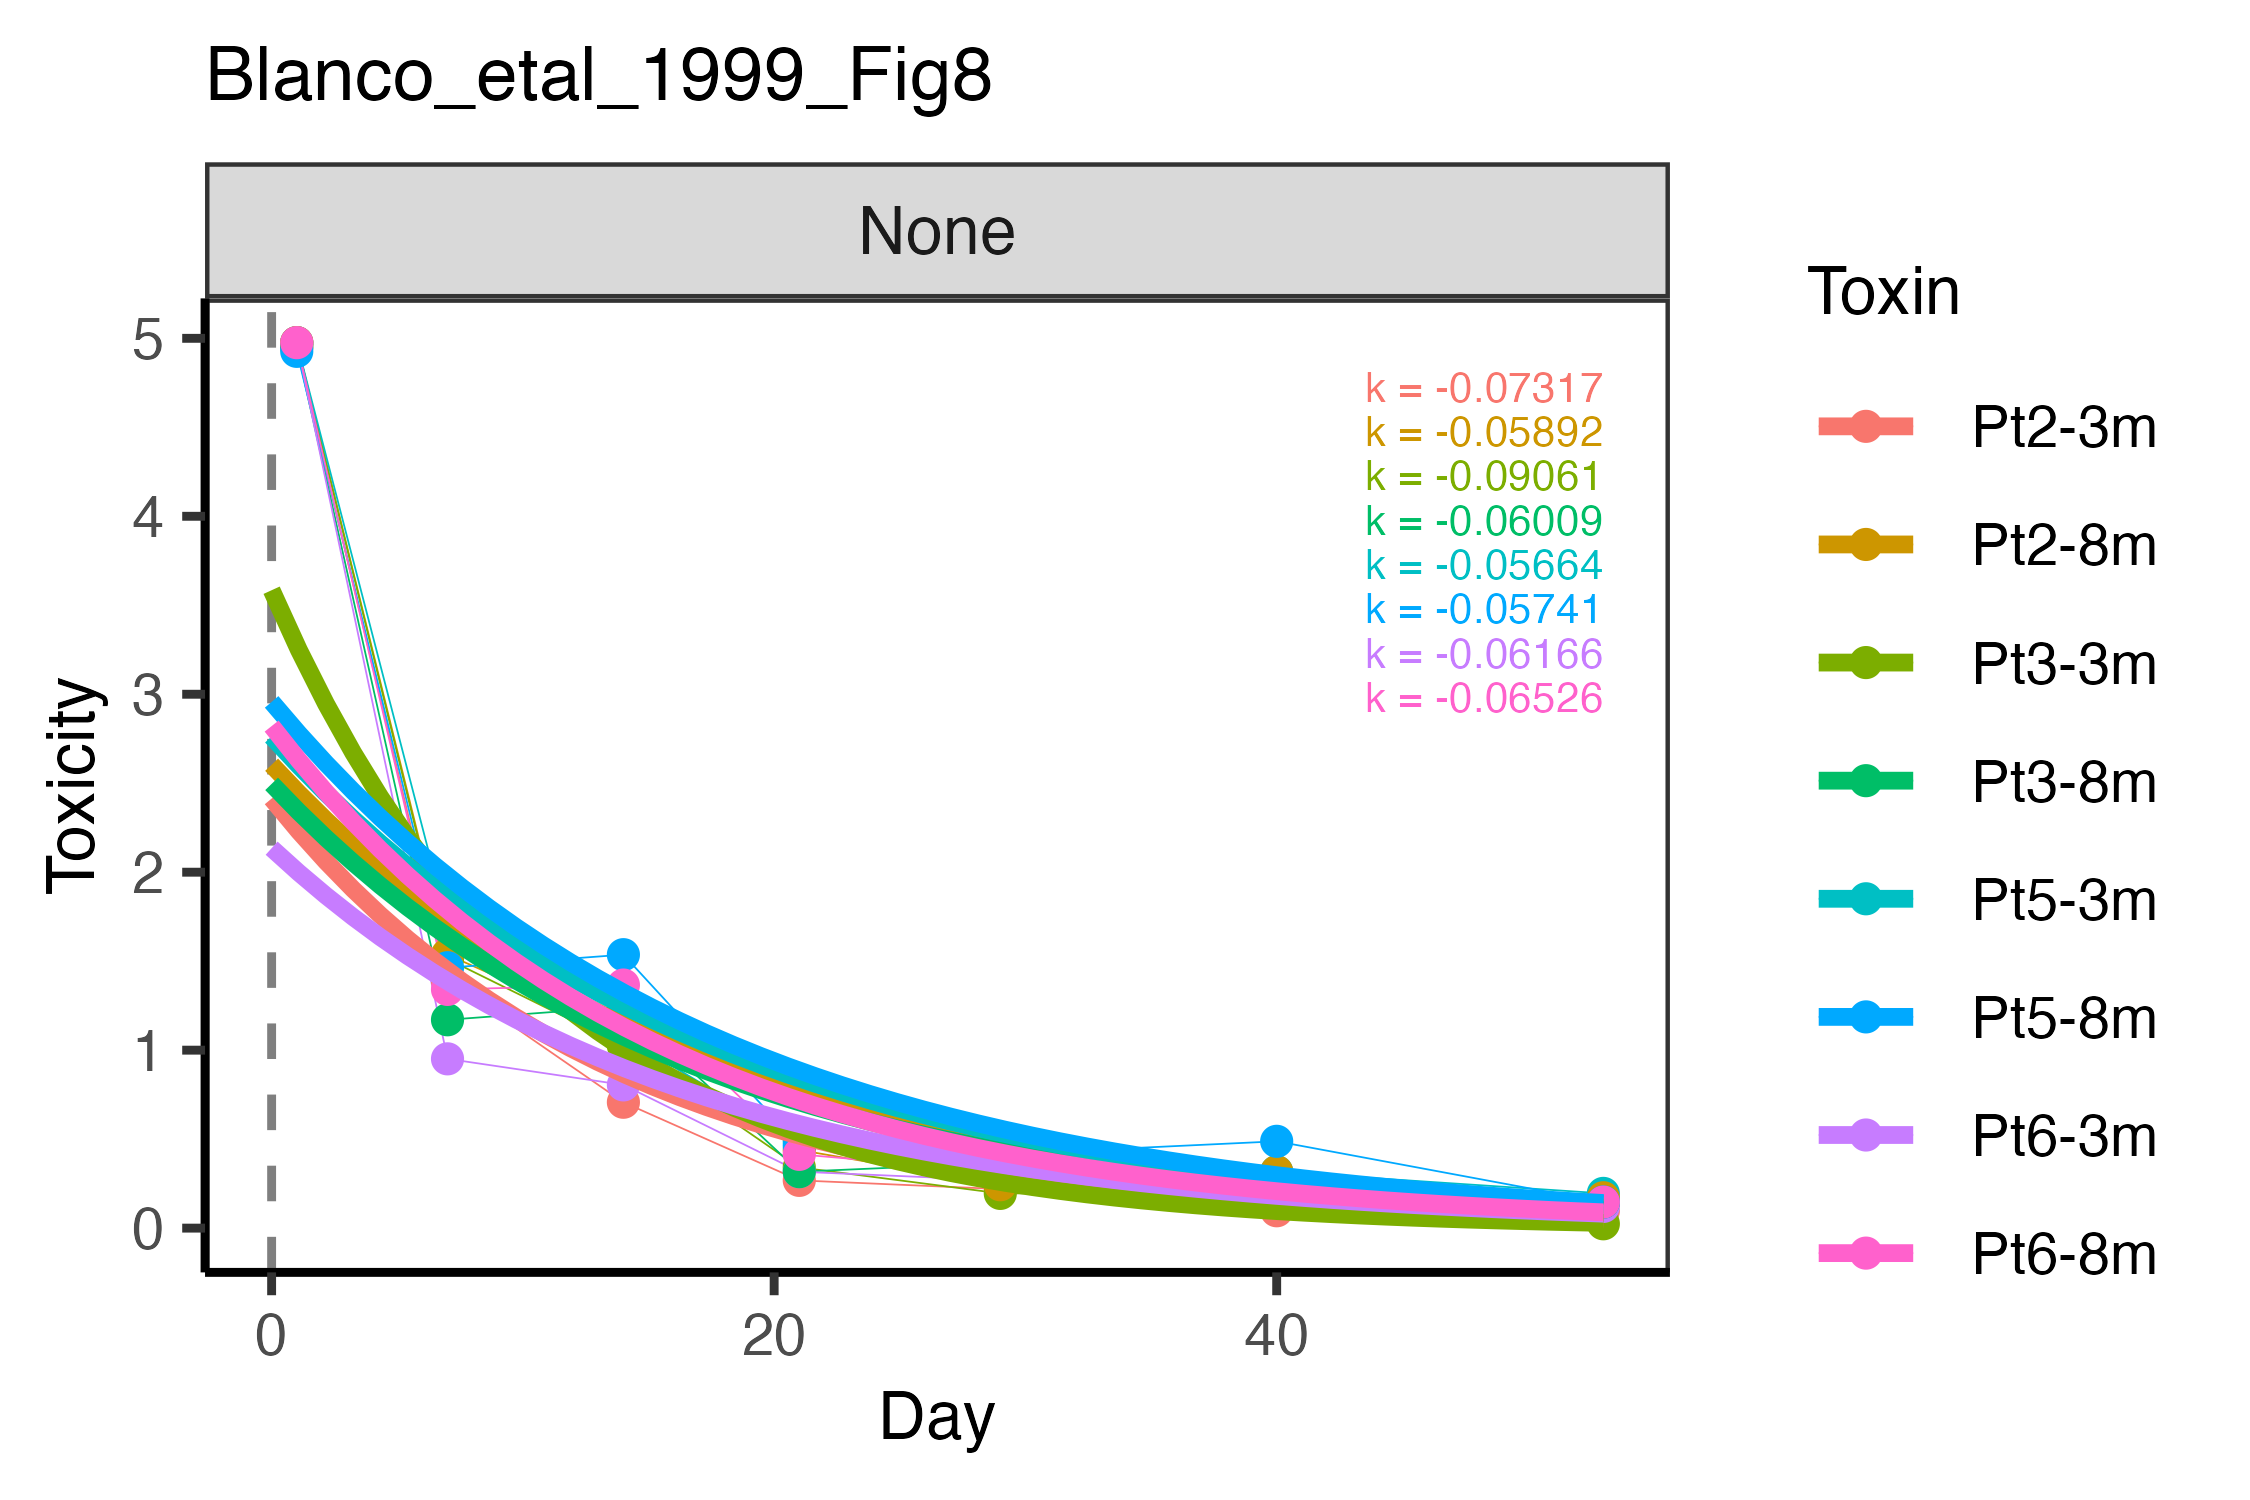 Blanco_etal_1999_Fig8
None
Toxicity
5
4
3
2
1
0
k = -0.07317
k = -0.05892
k = -0.09061
k = -0.06009
k = -0.05664
k = -0.05741
k = -0.06166
k = -0.06526
0 20 40
Day
Toxin
Pt2-3m
Pt2-8m
Pt3-3m
Pt3-8m
Pt5-3m
Pt5-8m
Pt6-3m
Pt6-8m